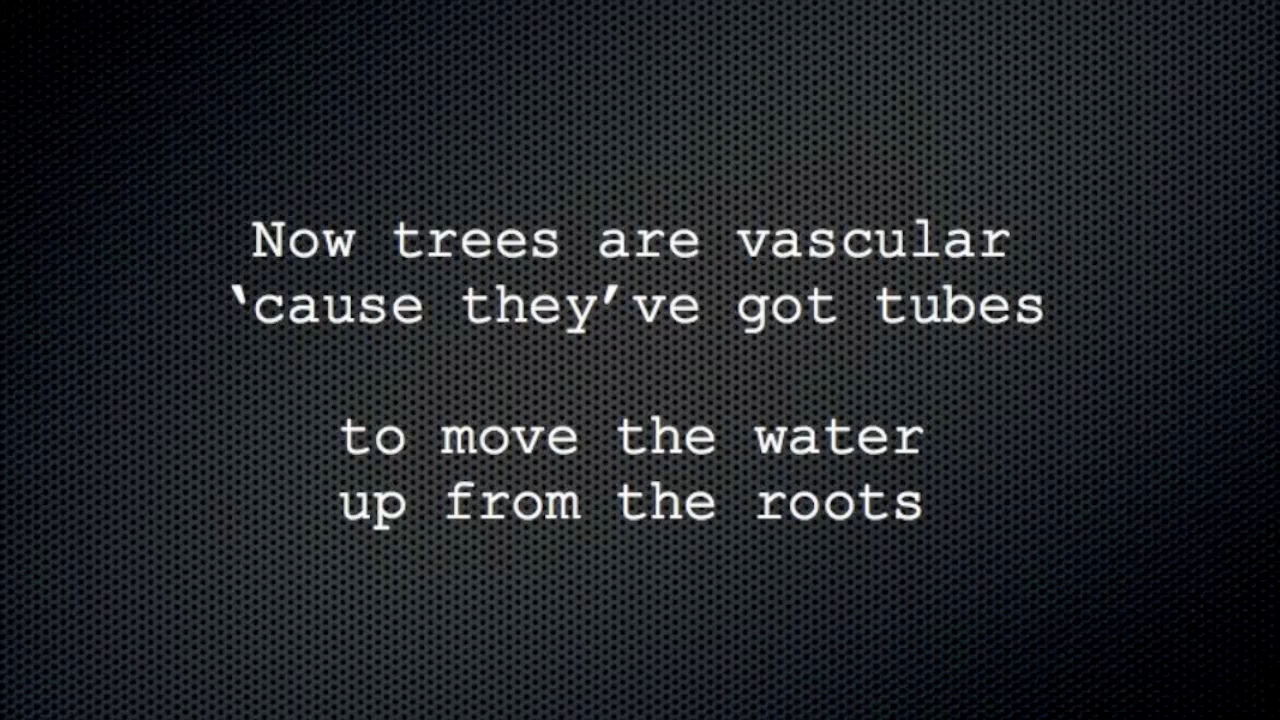 Now trees are vascular
‘cause they’ve got tubes
to move the water
up from the roots